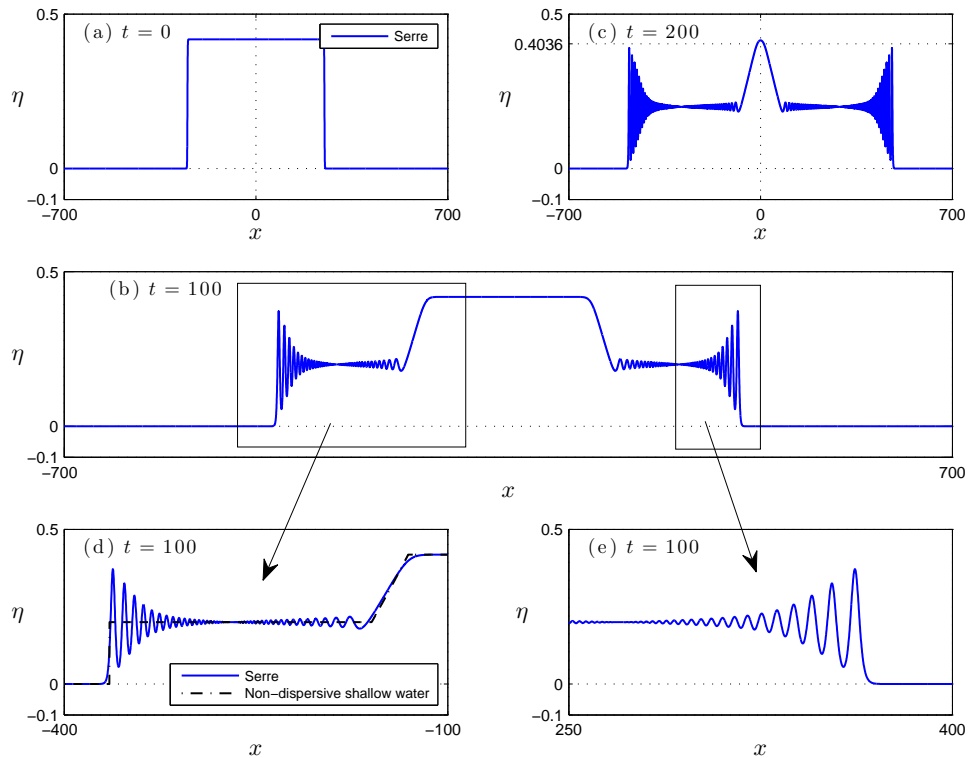 0.5
(a) t = 0
Serre
η
0
−0.1
−700
0
700
x
0.5
(c) t = 200
0.4036
η
0
−0.1
−700
0
700
x
0.5
(b) t = 100
η
0
−0.1
−700
700
x
0.5
(d) t = 100
η
0
Serre
Non−dispersive shallow water
−0.1
−400
−100
x
0.5
(e) t = 100
η
0
−0.1
250
400
x